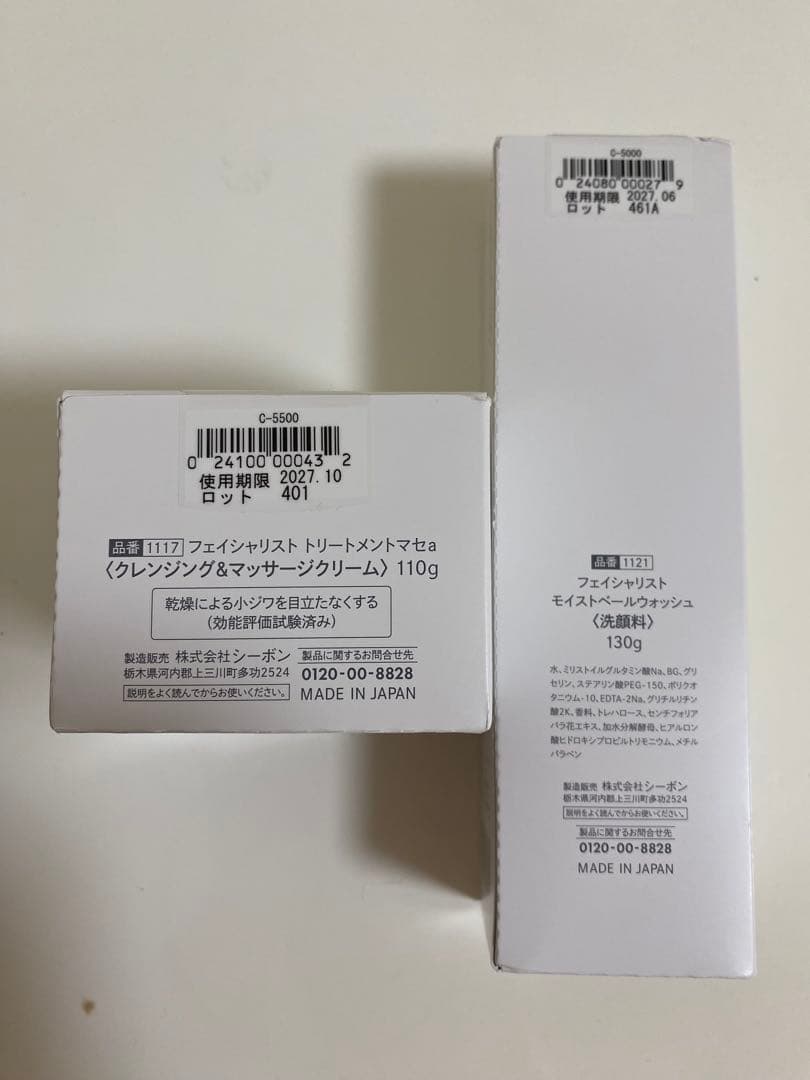 C-5500
0 24100 00043 2
使用期限 2027.10
ロット 401
品番 1117 フェイシャリスト トリートメントマセa
〈クレンジング&マッサージクリーム〉110g
乾燥による小ジワを目立たなくする
(効能評価試験済み)
製造販売 株式会社シーボン
栃木県河内郡上三川町多功2524
説明をよく読んでからお使いください。
製品に関するお問合せ先
0120-00-8828
MADE IN JAPAN
C-5000
0 24080 00027 9
使用期限 2027.06
ロット 461A
品番 1121
フェイシャリスト
モイストベールウォッシュ
〈洗顔料〉
130g
水、ミリストイルグルタミン酸Na、BG、グリ
セリン、ステアリン酸PEG-150、ポリクオ
タニウム-10、EDTA-2Na、グリチルリチン
酸2K、香料、トレハロース、センチフォリア
バラ花エキス、加水分解酵母、ヒアルロン
酸ヒドロキシプロピルトリモニウム、メチル
パラベン
製造販売 株式会社シーボン
栃木県河内郡上三川町多功2524
説明をよく読んでからお使いください。
製品に関するお問合せ先
0120-00-8828
MADE IN JAPAN